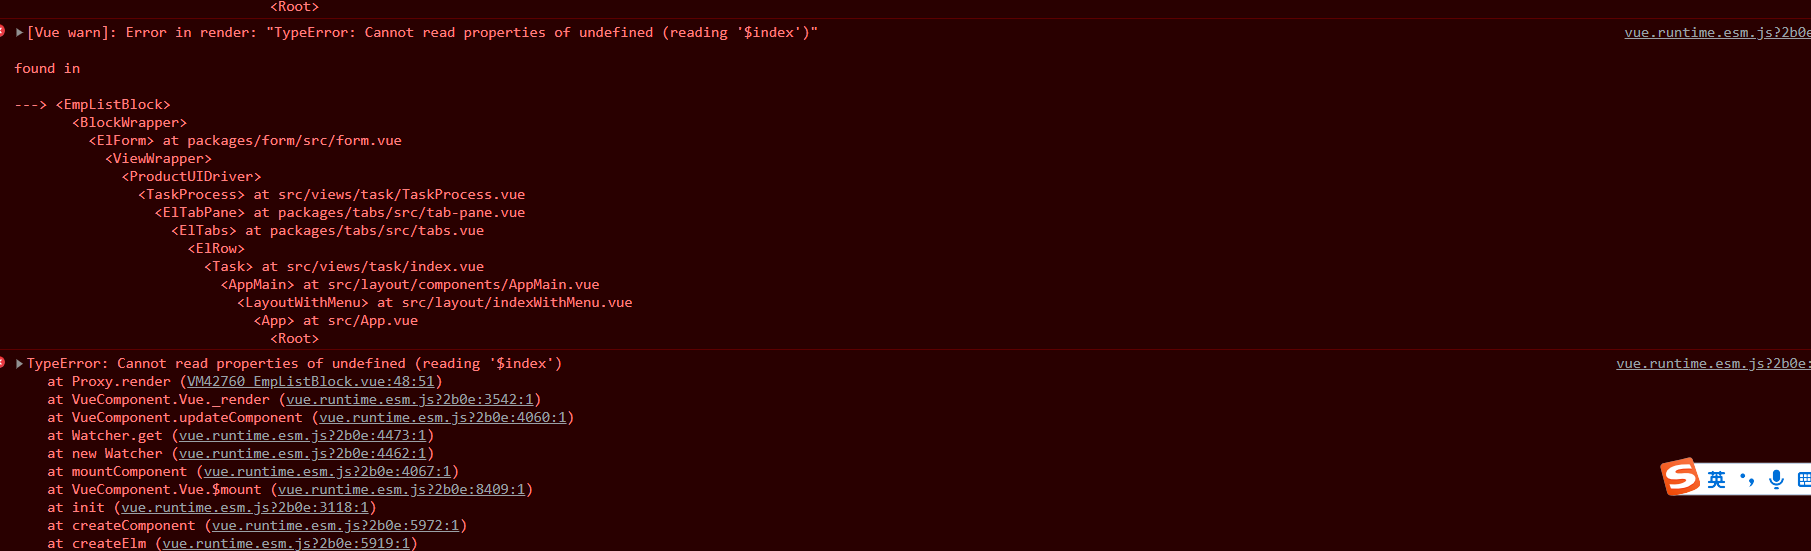 <Root>
[Vue warn]: Error in render: "TypeError: Cannot read properties of undefined (reading '$index')"
vue.runtime.esm.js?2b0e
found in
---> <EmpListBlock>
<BlockWrapper>
<ElForm> at packages/form/src/form.vue
<ViewWrapper>
<ProductUIDriver>
<TaskProcess> at src/views/task/TaskProcess.vue
<ElTabPane> at packages/tabs/src/tab-pane.vue
<ElTabs> at packages/tabs/src/tabs.vue
<ElRow>
<Task> at src/views/task/index.vue
<AppMain> at src/layout/components/AppMain.vue
<LayoutWithMenu> at src/layout/indexWithMenu.vue
<App> at src/App.vue
<Root>
TypeError: Cannot read properties of undefined (reading '$index')
vue.runtime.esm.js?2b0e:
at Proxy.render (VM42760 EmpListBlock.vue:48:51)
at VueComponent.Vue._render (vue.runtime.esm.js?2b0e:3542:1)
at VueComponent.updateComponent (vue.runtime.esm.js?2b0e:4060:1)
at Watcher.get (vue.runtime.esm.js?2b0e:4473:1)
at new Watcher (vue.runtime.esm.js?2b0e:4462:1)
at mountComponent (vue.runtime.esm.js?2b0e:4067:1)
at VueComponent.Vue.$mount (vue.runtime.esm.js?2b0e:8409:1)
at init (vue.runtime.esm.js?2b0e:3118:1)
at createComponent (vue.runtime.esm.js?2b0e:5972:1)
at createElm (vue.runtime.esm.js?2b0e:5919:1)
S 英